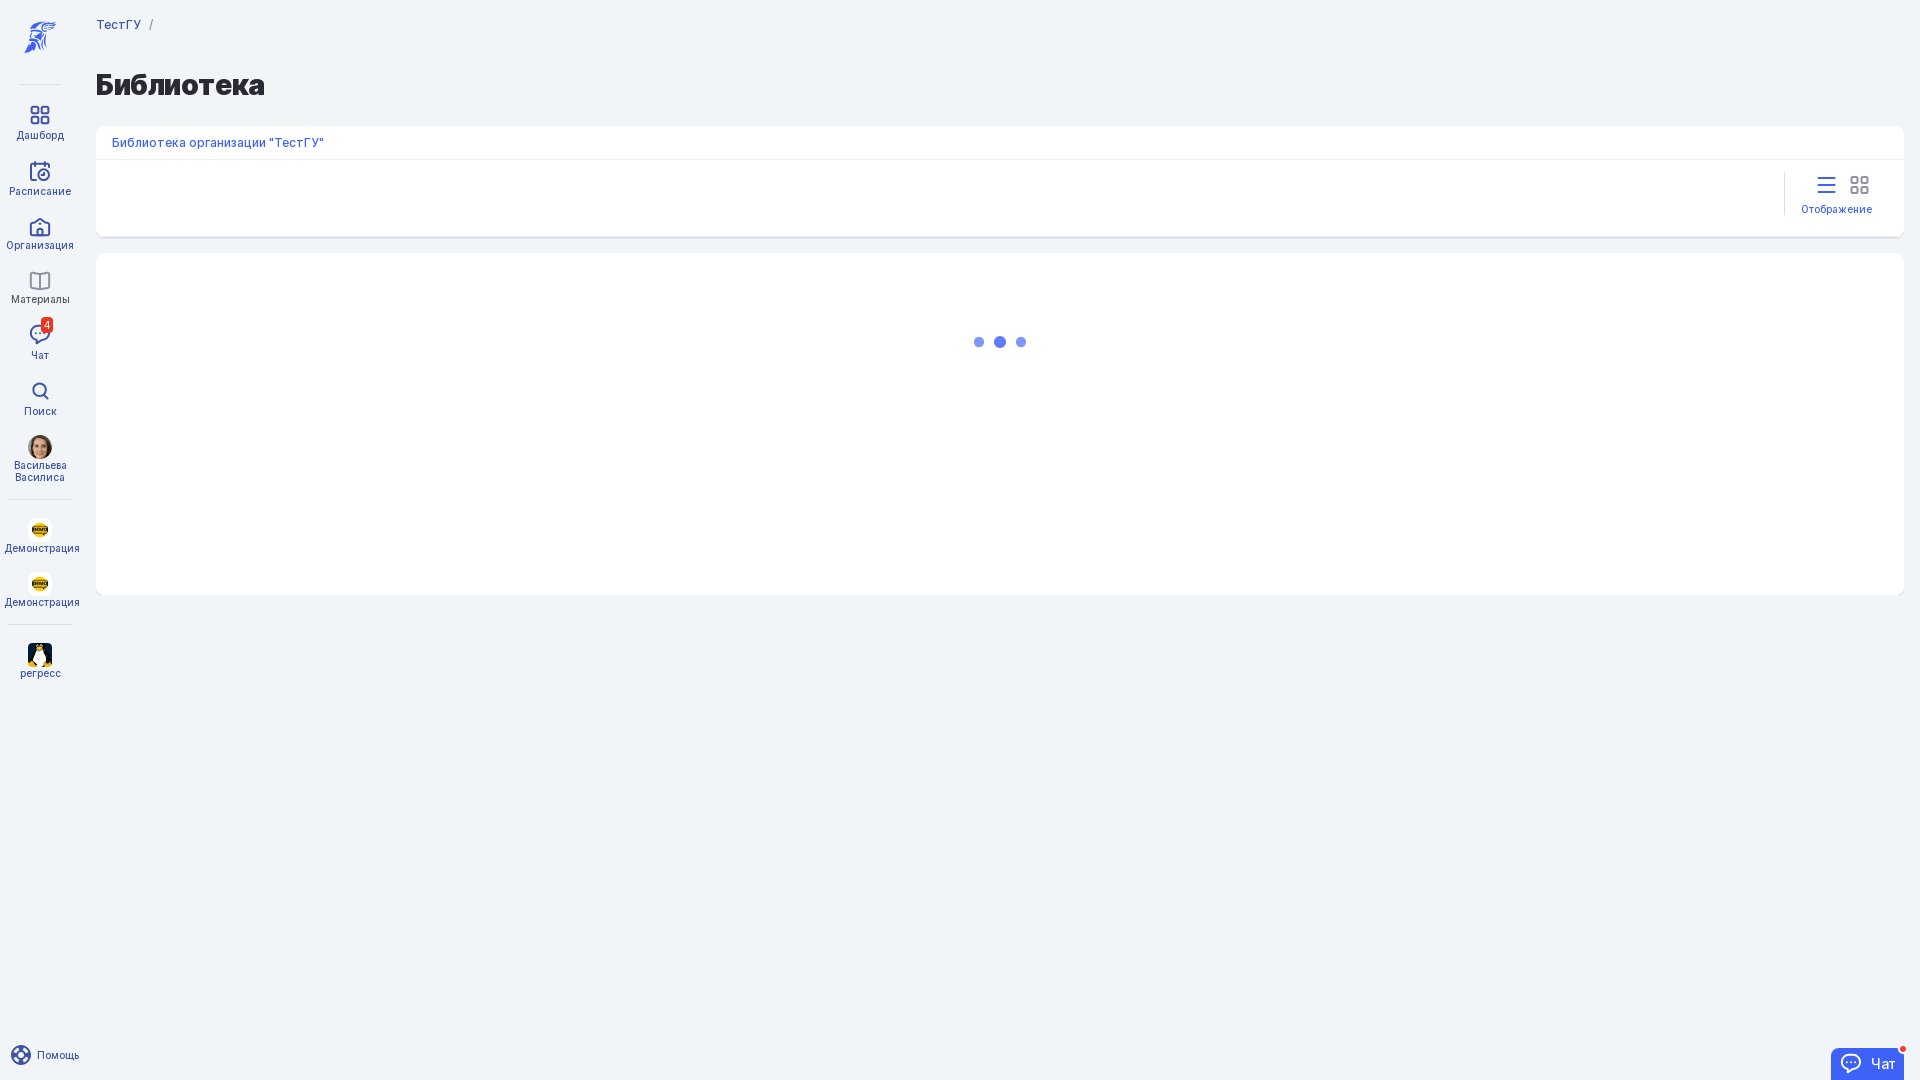 ТестГУ /
Библиотека
Библиотека организации "ТестГУ"
Отображение
Дашборд
Расписание
Организация
Материалы
4
Чат
Поиск
Васильева
Василиса
DEMO
Демонстрация
DEMO
Демонстрация
регресс
Помощь
Чат